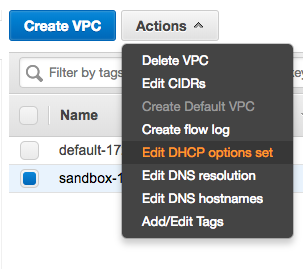 Create VPC Actions
Delete VPC
Filter by tags key
Edit CIDRs
Create Default VPC
Name
Create flow log
default-17
Edit DHCP options set
sandbox-1
Edit DNS resolution
Edit DNS hostnames
Add/Edit Tags